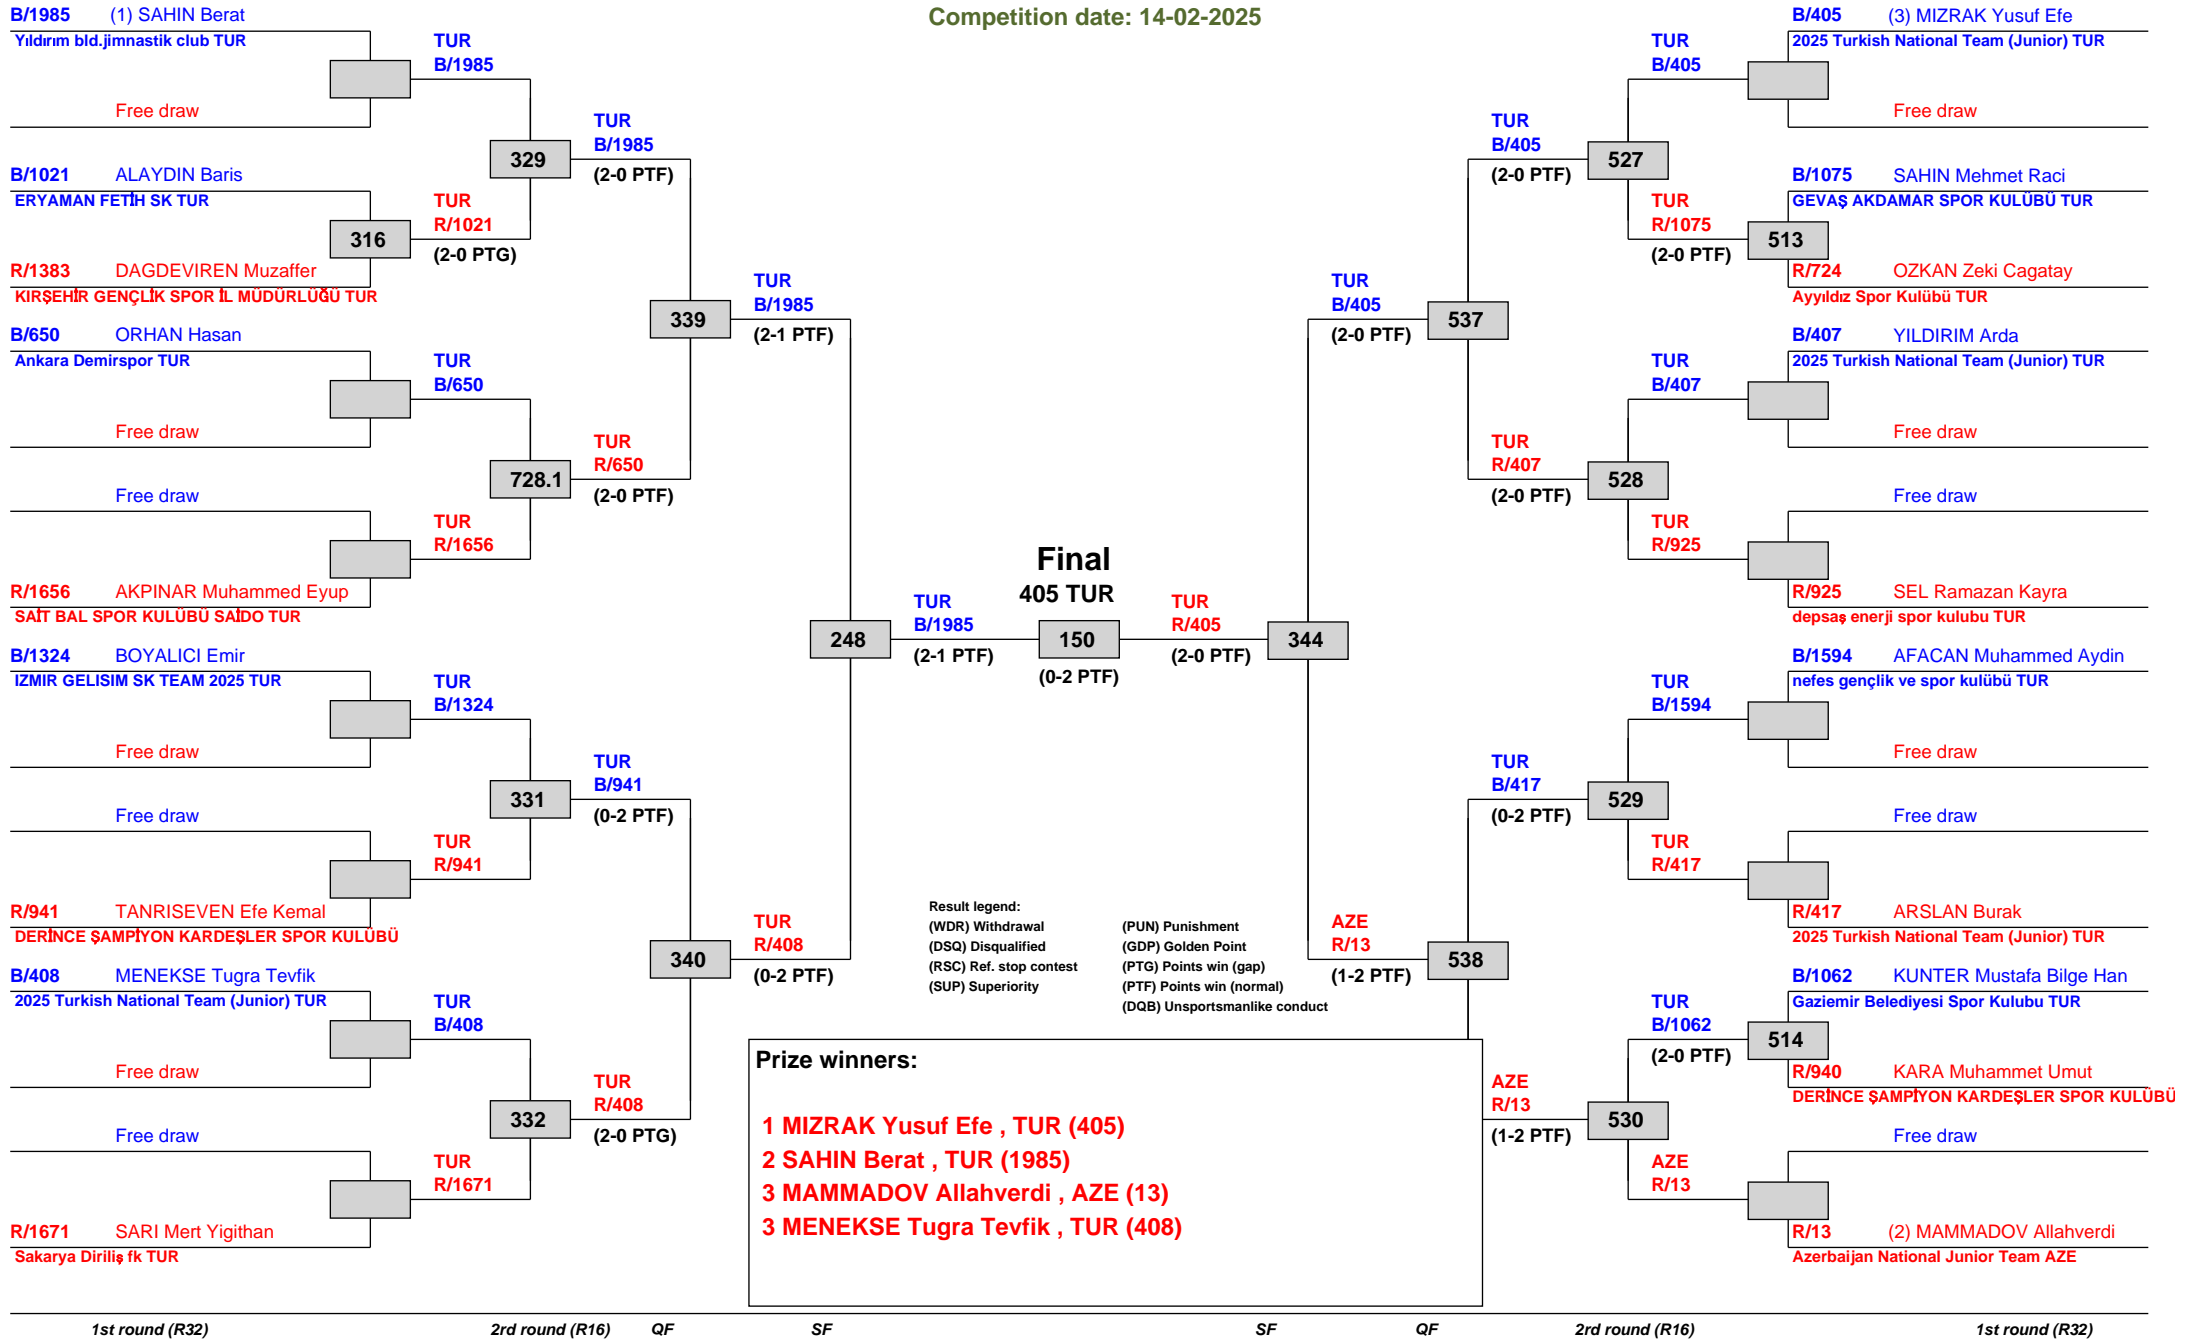 Competition date: 14-02-2025
B/1985 (1) SAHIN Berat
Yıldırım bld.jimnastik club TUR
Free draw
B/1021 ALAYDIN Baris
ERYAMAN FETİH SK TUR
316
R/1383 DAGDEVIREN Muzaffer
KIRŞEHİR GENÇLİK SPOR İL MÜDÜRLÜĞÜ TUR
B/650 ORHAN Hasan
Ankara Demirspor TUR
Free draw
Free draw
R/1656 AKPINAR Muhammed Eyup
SAİT BAL SPOR KULÜBÜ SAİDO TUR
B/1324 BOYALICI Emir
IZMIR GELISIM SK TEAM 2025 TUR
Free draw
Free draw
R/941 TANRISEVEN Efe Kemal
DERİNCE ŞAMPİYON KARDEŞLER SPOR KULÜBÜ
B/408 MENEKSE Tugra Tevfik
2025 Turkish National Team (Junior) TUR
Free draw
Free draw
R/1671 SARI Mert Yigithan
Sakarya Diriliş fk TUR
TUR
B/1985
329
TUR
R/1021
(2-0 PTG)
TUR
B/650
728.1
TUR
R/1656
TUR
B/1324
331
TUR
R/941
TUR
B/408
332
TUR
R/1671
TUR
B/1985
(2-0 PTF)
339
TUR
R/650
(2-0 PTF)
TUR
B/941
(0-2 PTF)
340
TUR
R/408
(2-0 PTG)
TUR
B/1985
(2-1 PTF)
248
TUR
R/408
(0-2 PTF)
TUR
B/1985
(2-1 PTF)
Final
405 TUR
150
(0-2 PTF)
TUR
R/405
(2-0 PTF)
344
TUR
B/405
(2-0 PTF)
AZE
R/13
(1-2 PTF)
537
538
TUR
B/405
(2-0 PTF)
TUR
R/407
(2-0 PTF)
TUR
B/417
(0-2 PTF)
AZE
R/13
(1-2 PTF)
527
528
529
530
TUR
B/405
TUR
R/1075
(2-0 PTF)
TUR
B/407
TUR
R/925
TUR
B/1594
TUR
R/417
TUR
B/1062
(2-0 PTF)
AZE
R/13
B/405 (3) MIZRAK Yusuf Efe
2025 Turkish National Team (Junior) TUR
Free draw
B/1075 SAHIN Mehmet Raci
GEVAŞ AKDAMAR SPOR KULÜBÜ TUR
513
R/724 OZKAN Zeki Cagatay
Ayyıldız Spor Kulübü TUR
B/407 YILDIRIM Arda
2025 Turkish National Team (Junior) TUR
Free draw
Free draw
R/925 SEL Ramazan Kayra
depsaş enerji spor kulubu TUR
B/1594 AFACAN Muhammed Aydin
nefes gençlik ve spor kulübü TUR
Free draw
Free draw
R/417 ARSLAN Burak
2025 Turkish National Team (Junior) TUR
B/1062 KUNTER Mustafa Bilge Han
Gaziemir Belediyesi Spor Kulubu TUR
514
R/940 KARA Muhammet Umut
DERİNCE ŞAMPİYON KARDEŞLER SPOR KULÜBÜ
Free draw
R/13 (2) MAMMADOV Allahverdi
Azerbaijan National Junior Team AZE
Result legend:
(WDR) Withdrawal (PUN) Punishment
(DSQ) Disqualified (GDP) Golden Point
(RSC) Ref. stop contest (PTG) Points win (gap)
(SUP) Superiority (PTF) Points win (normal)
(DQB) Unsportsmanlike conduct
Prize winners:
1 MIZRAK Yusuf Efe , TUR (405)
2 SAHIN Berat , TUR (1985)
3 MAMMADOV Allahverdi , AZE (13)
3 MENEKSE Tugra Tevfik , TUR (408)
1st round (R32) 2rd round (R16) QF SF SF QF 2rd round (R16) 1st round (R32)